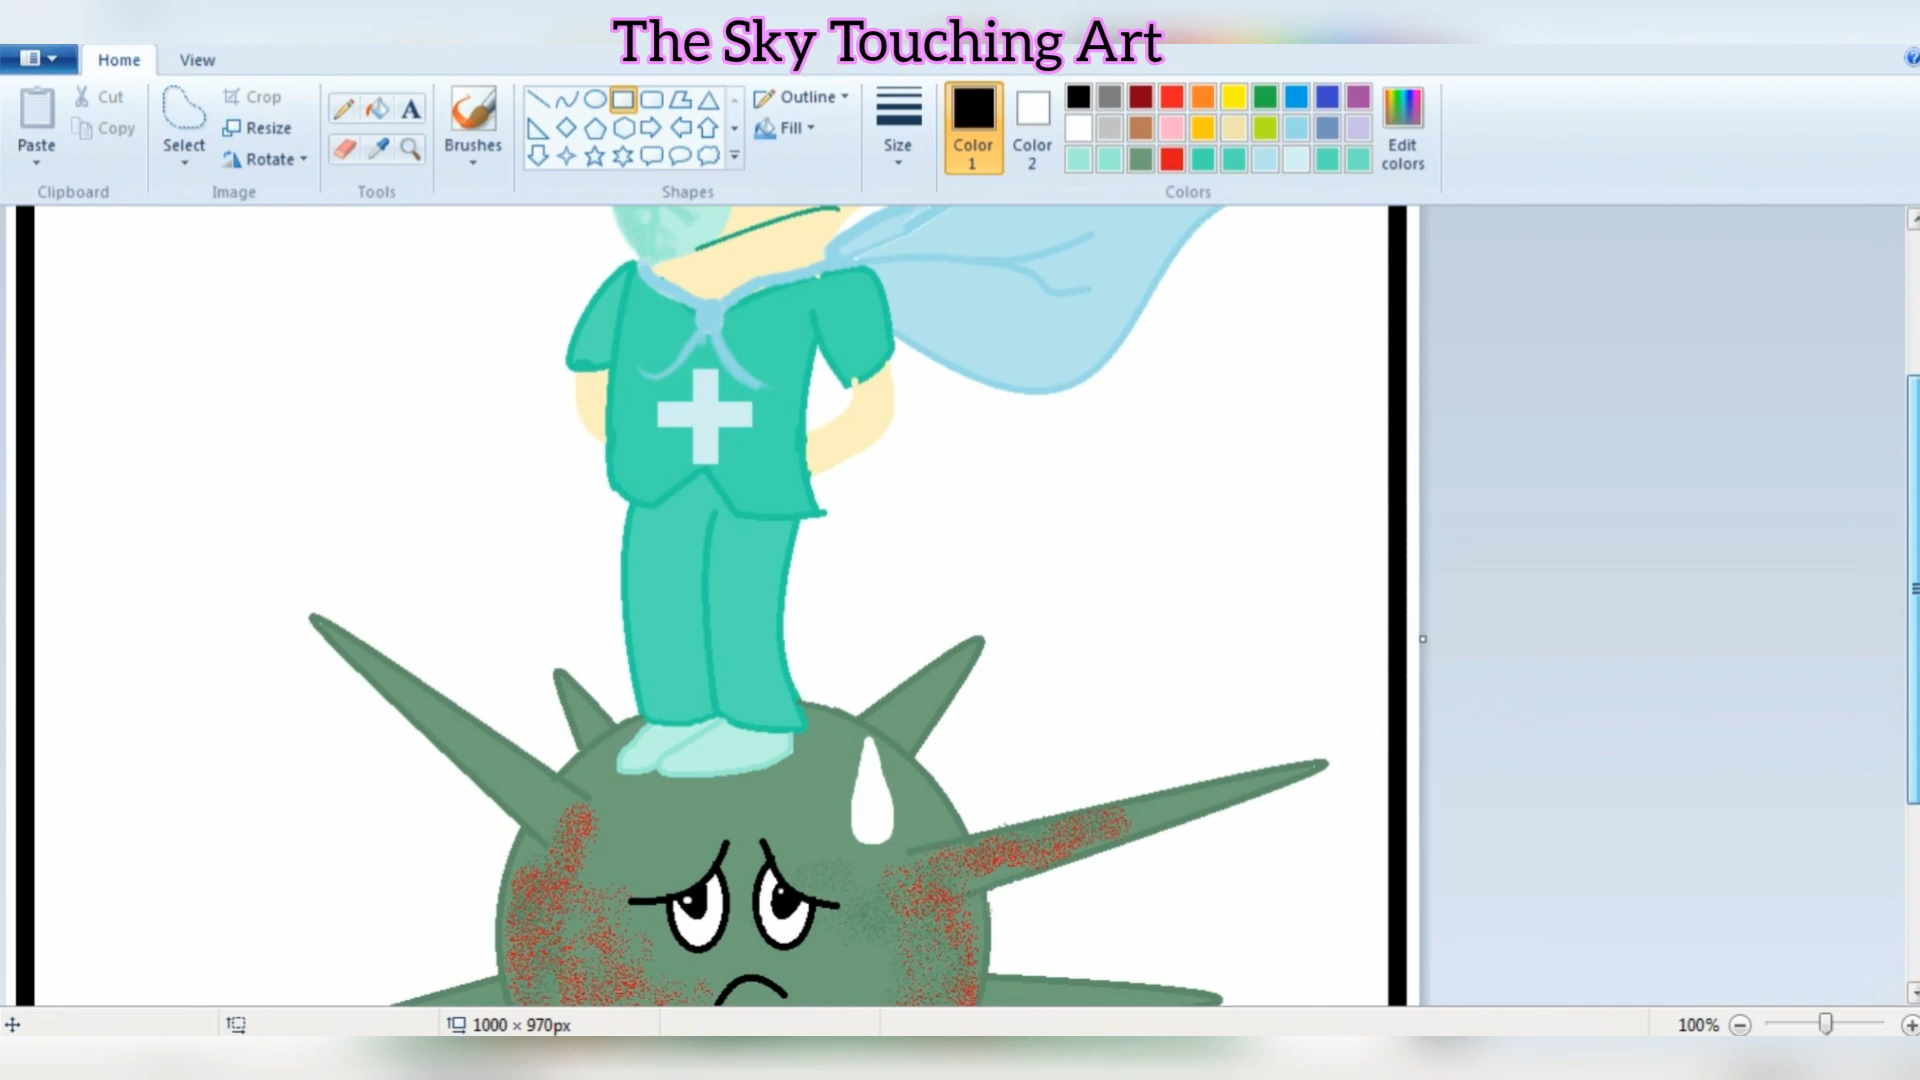 The Sky Touching Art
Home View
Paste
Cut
Copy
Clipboard
Select
Crop
Resize
Rotate
Image
A
Tools
Brushes
Outline
Fill
Shapes
Size
Color
1
Color
2
Edit
colors
Colors
1000 × 970px
100%